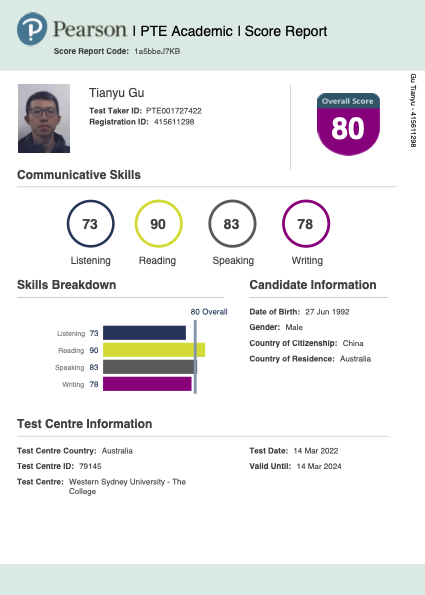 Pearson | PTE Academic | Score Report
Score Report Code: 1a5bbeJ7KB
Gu Tianyu - 415611298
Tianyu Gu
Test Taker ID: PTE001727422
Registration ID: 415611298
Overall Score
80
Communicative Skills
73 90 83 78
Listening Reading Speaking Writing
Skills Breakdown
80 Overall
Listening 73
Reading 90
Speaking 83
Writing 78
Candidate Information
Date of Birth: 27 Jun 1992
Gender: Male
Country of Citizenship: China
Country of Residence: Australia
Test Centre Information
Test Centre Country: Australia
Test Centre ID: 79145
Test Centre: Western Sydney University - The
College
Test Date: 14 Mar 2022
Valid Until: 14 Mar 2024